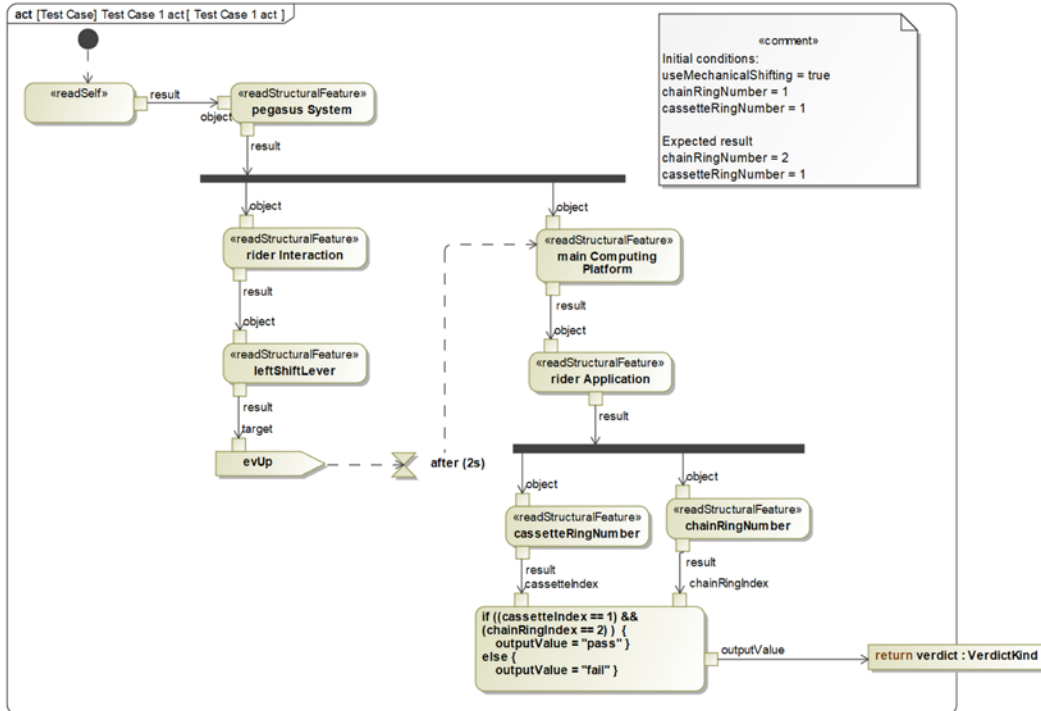 act [Test Case] Test Case 1 act[ Test Case 1 act ]
«comment»
Initial conditions:
useMechanicalShifting = true
chainRingNumber = 1
cassetteRingNumber = 1
Expected result
chainRingNumber = 2
cassetteRingNumber = 1
«readSelf»
result
object
«readStructuralFeature»
pegasus System
result
object
object
«readStructuralFeature»
rider Interaction
«readStructuralFeature»
main Computing
Platform
result
result
object
object
«readStructuralFeature»
leftShiftLever
«readStructuralFeature»
rider Application
result
result
target
evUp
after (2s)
object
object
«readStructuralFeature»
cassetteRingNumber
«readStructuralFeature»
chainRingNumber
result
cassetteIndex
result
chainRingIndex
if ((cassetteIndex == 1) &&
(chainRingIndex == 2) ) {
outputValue = "pass" }
else {
outputValue = "fail" }
outputValue
return verdict : VerdictKind